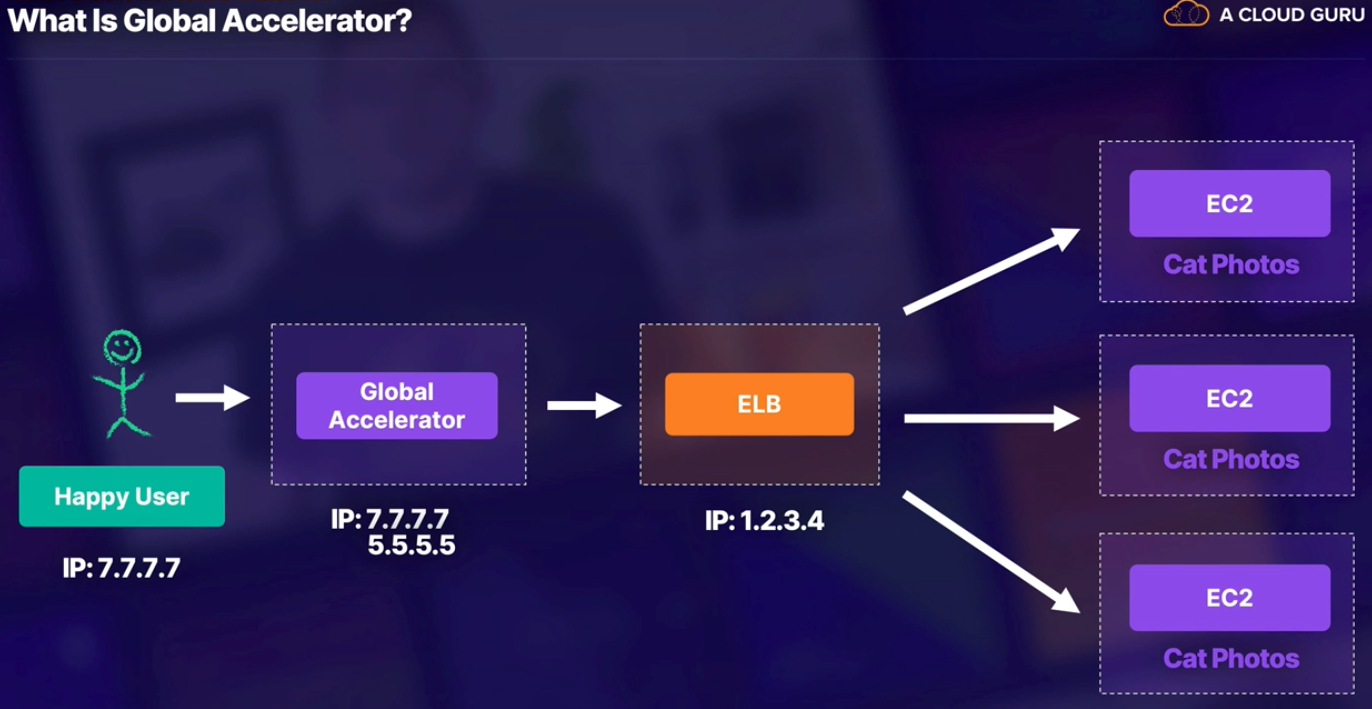 What Is Global Accelerator?
A CLOUD GURU
Happy User
IP: 7.7.7.7
Global
Accelerator
IP: 7.7.7.7
5.5.5.5
ELB
IP: 1.2.3.4
EC2
Cat Photos
EC2
Cat Photos
EC2
Cat Photos